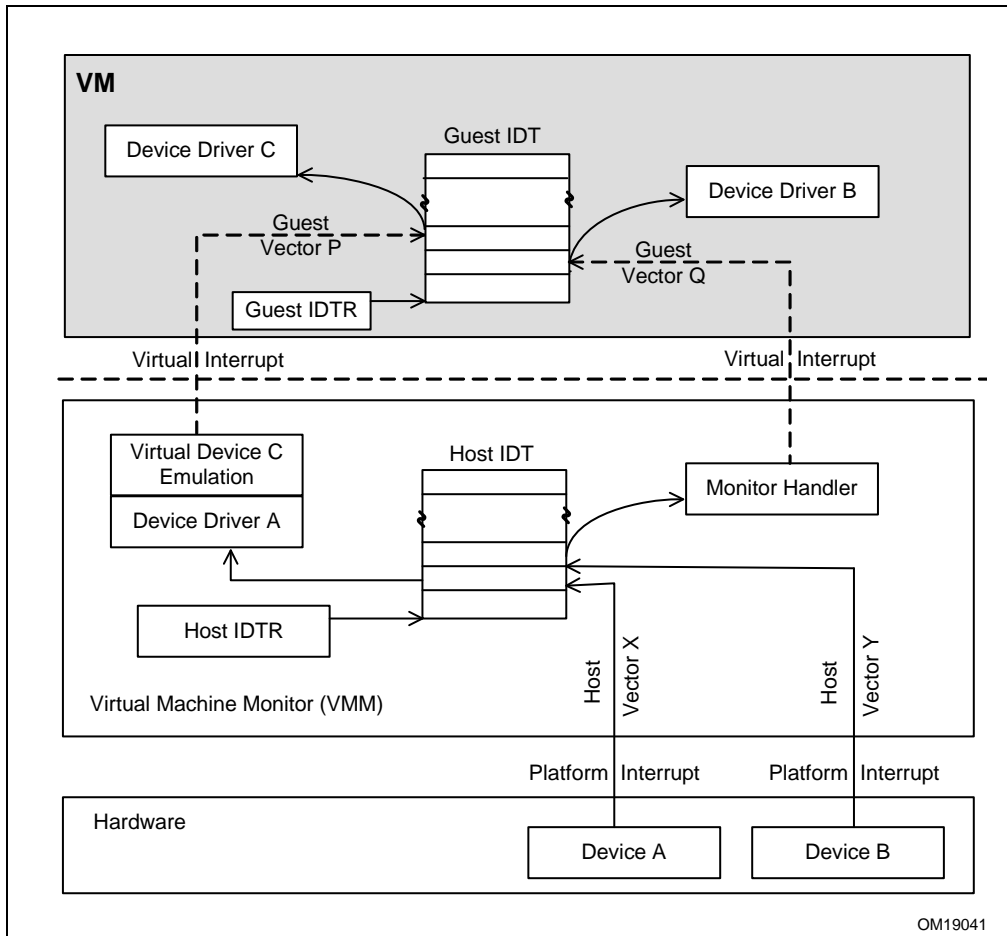 VM
Guest IDT
Device Driver C
Device Driver B
Guest
Vector P
Guest
Vector Q
Guest IDTR
Virtual Interrupt
Virtual Interrupt
Virtual Device C
Emulation
Device Driver A
Host IDT
Monitor Handler
Host IDTR
Host
Vector X
Host
Vector Y
Virtual Machine Monitor (VMM)
Platform Interrupt
Platform Interrupt
Hardware
Device A
Device B
OM19041